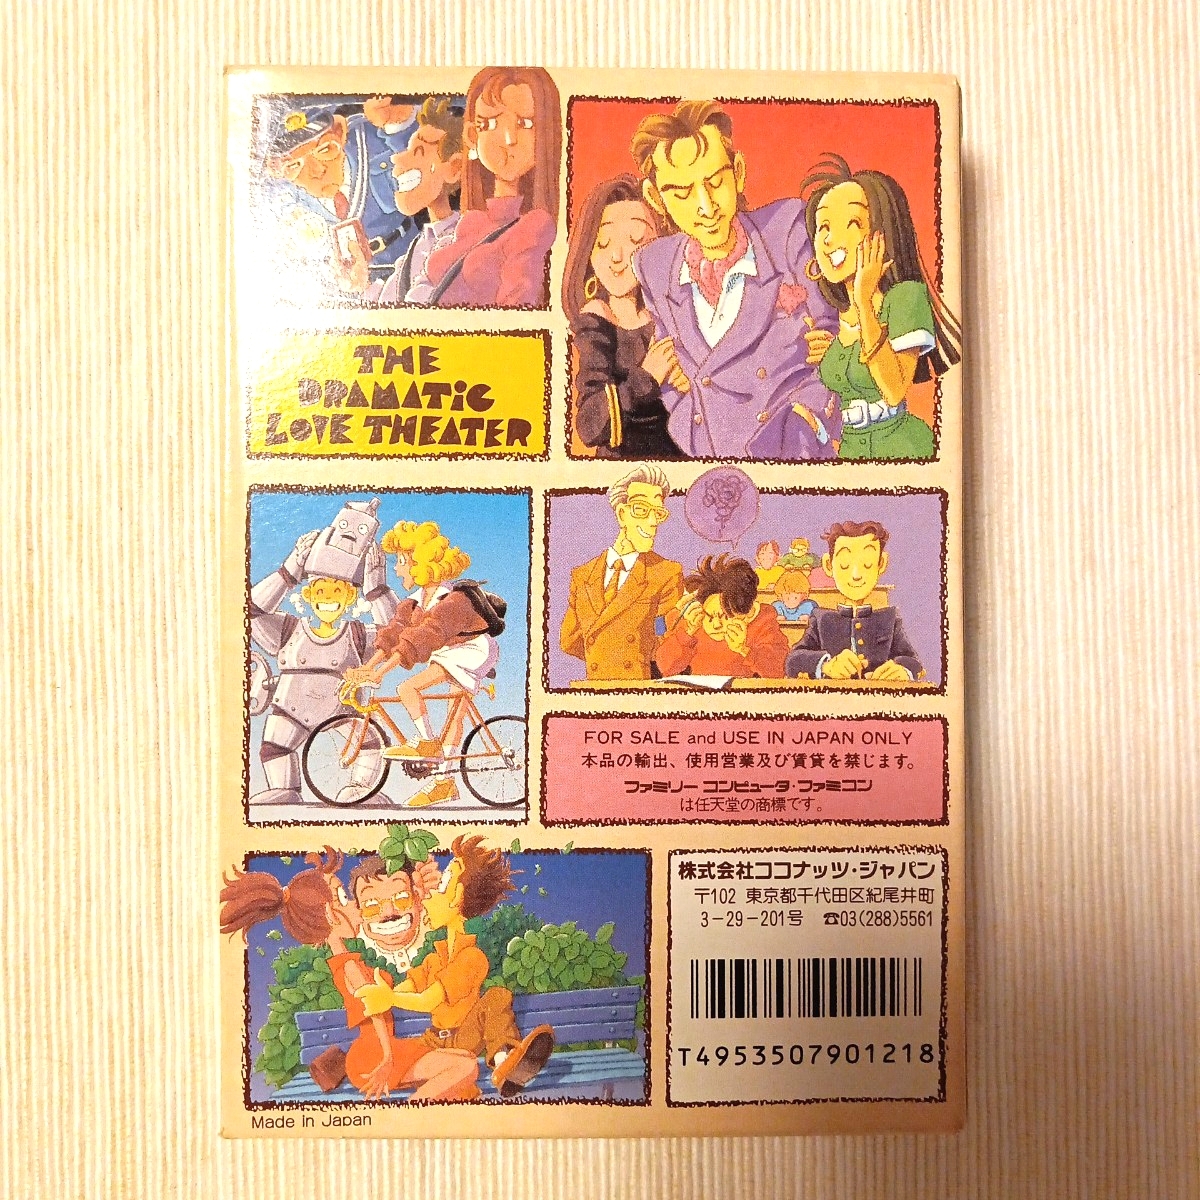 THE
DRAMATIC
LOVE THEATER
FOR SALE and USE IN JAPAN ONLY
本品の輸出、使用営業及び賃貸を禁じます。
ファミリーコンピュータ・ファミコン
は任天堂の商標です。
株式会社ココナッツ・ジャパン
〒102 東京都千代田区紀尾井町
3-29-201号 ☎03(288)5561
T4953507901218
Made in Japan